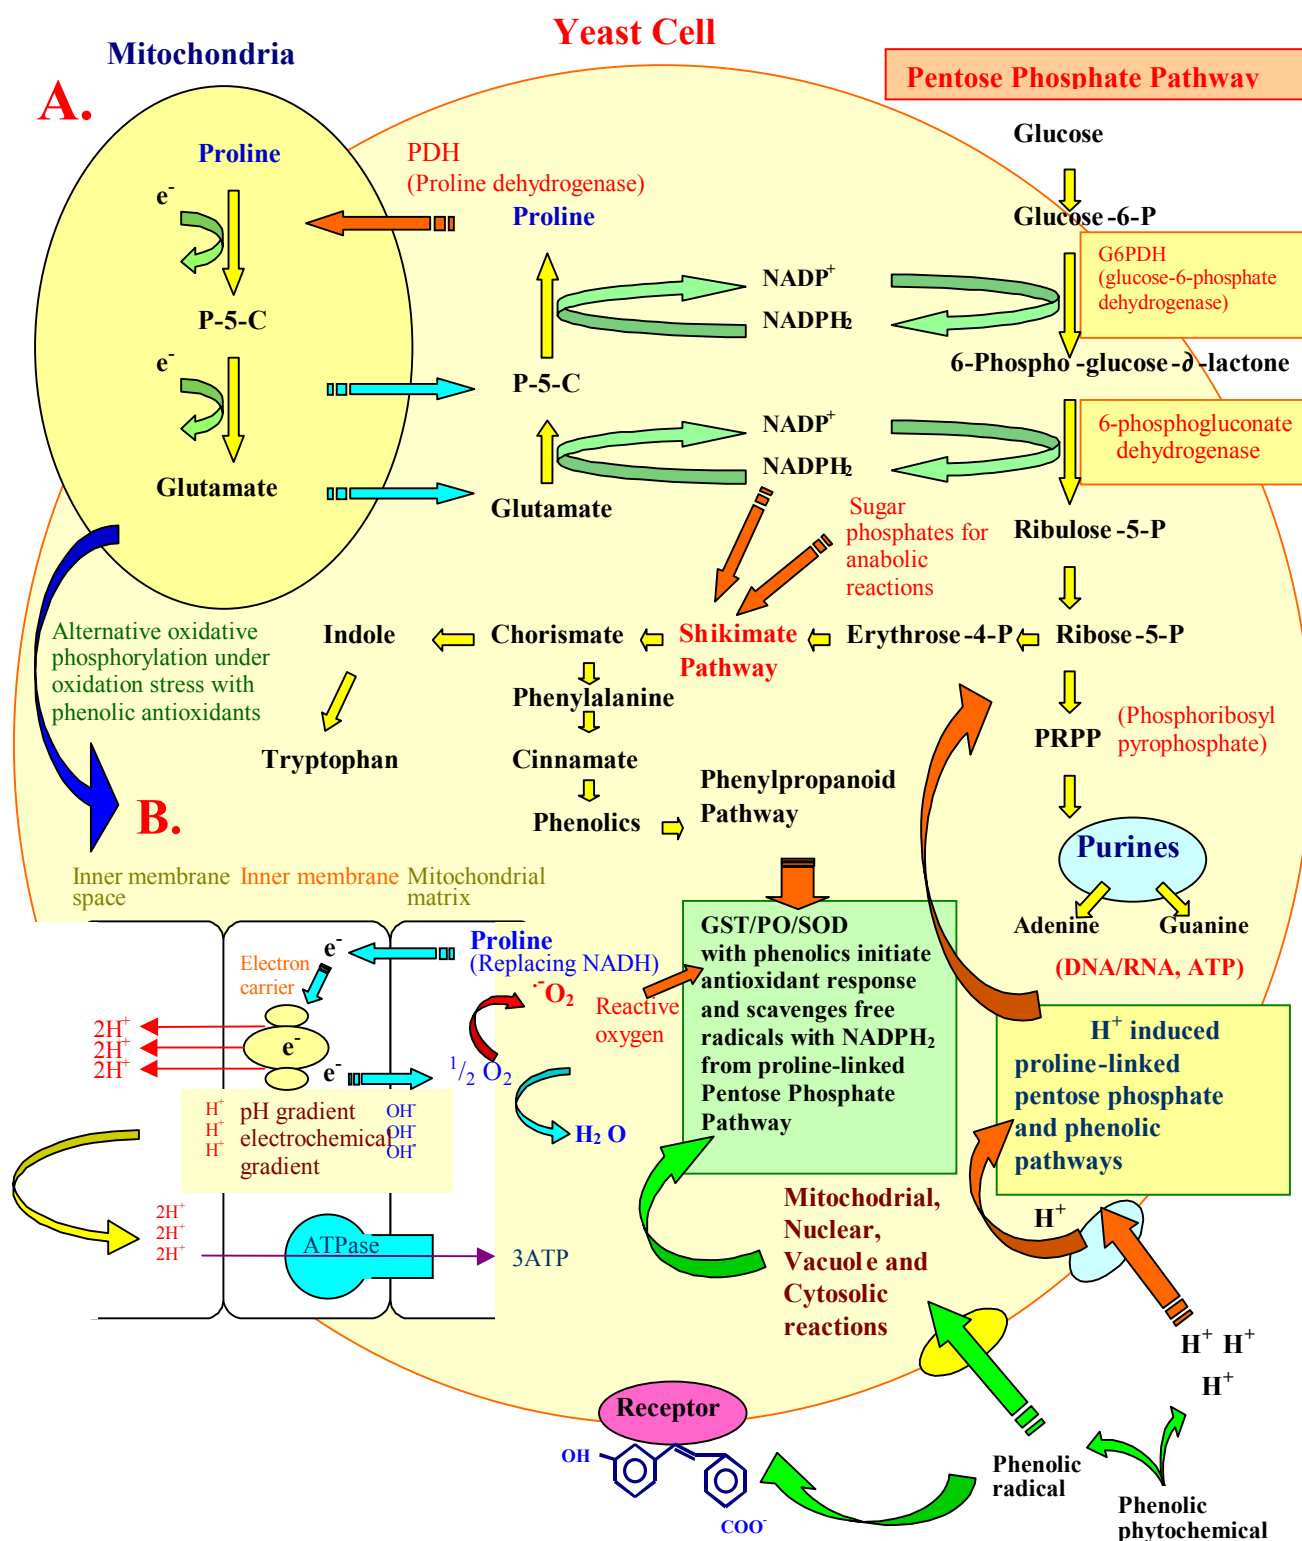 Yeast Cell
Mitochondria
A.
Pentose Phosphate Pathway
Glucose
Proline
e-
P-5-C
e-
Glutamate
PDH
(Proline dehydrogenase)
Proline
P-5-C
Glutamate
NADP+
NADPH2
NADP+
NADPH2
Glucose-6-P
G6PDH
(glucose-6-phosphate
dehydrogenase)
6-Phospho-glucose-∂-lactone
6-phosphogluconate
dehydrogenase
Ribulose-5-P
Sugar
phosphates for
anabolic
reactions
Alternative oxidative
phosphorylation under
oxidation stress with
phenolic antioxidants
Indole
Chorismate
Shikimate
Pathway
Erythrose-4-P
Ribose-5-P
Phenylalanine
Tryptophan
Cinnamate
Phenolics
Phenylpropanoid
Pathway
PRPP
(Phosphoribosyl
pyrophosphate)
Purines
Adenine
Guanine
(DNA/RNA, ATP)
B.
Inner membrane
space
Inner membrane
Mitochondrial
matrix
e-
Proline
(Replacing NADH)
Electron
carrier
·-O2
Reactive
oxygen
2H+
2H+
2H+
e-
e-
1/2 O2
H2O
H+
H+
H+
pH gradient
electrochemical
gradient
OH-
OH-
OH-
2H+
2H+
2H+
ATPase
3ATP
GST/PO/SOD
with phenolics initiate
antioxidant response
and scavenges free
radicals with NADPH2
from proline-linked
Pentose Phosphate
Pathway
H+ induced
proline-linked
pentose phosphate
and phenolic
pathways
Mitochodrial,
Nuclear,
Vacuole and
Cytosolic
reactions
H+
H+ H+
H+
Receptor
OH
COO-
Phenolic
radical
Phenolic
phytochemical